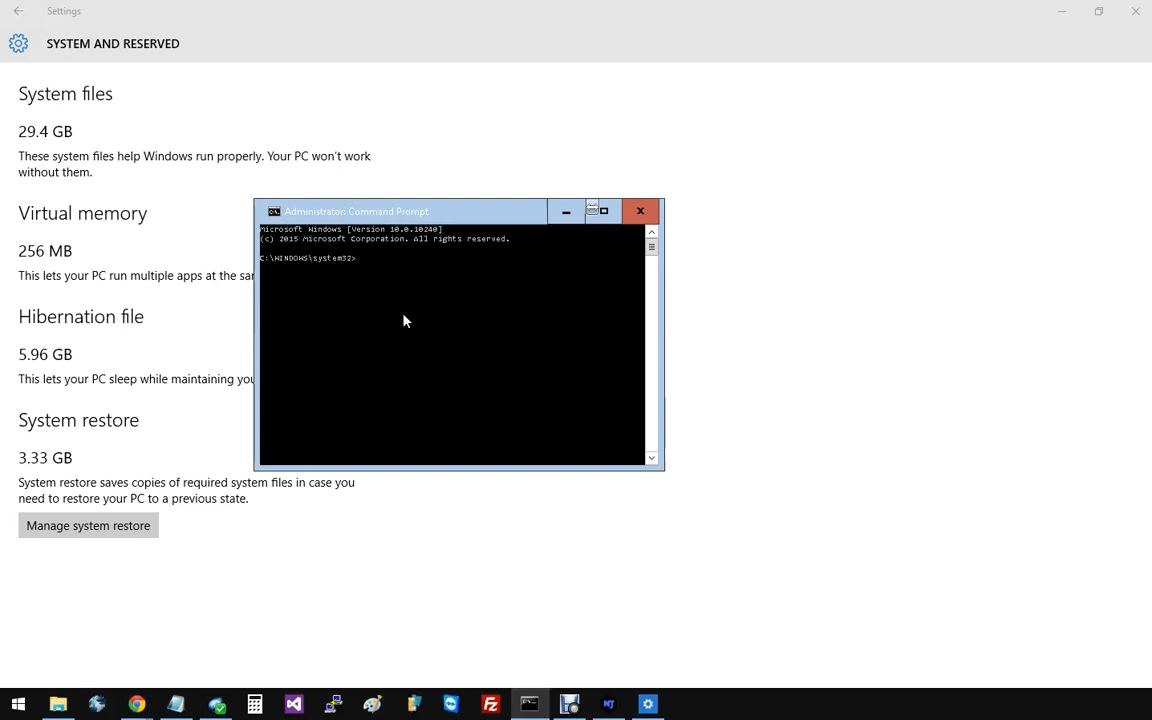 Settings
SYSTEM AND RESERVED
System files
29.4 GB
These system files help Windows run properly. Your PC won't work
without them.
Virtual memory
256 MB
This lets your PC run multiple apps at the sa
Hibernation file
5.96 GB
This lets your PC sleep while maintaining you
System restore
3.33 GB
System restore saves copies of required system files in case you
need to restore your PC to a previous state.
Manage system restore
Administrator: Command Prompt
Microsoft Windows [Version 10.0.10240]
(c) 2015 Microsoft Corporation. All rights reserved.
C:\WINDOWS\system32>